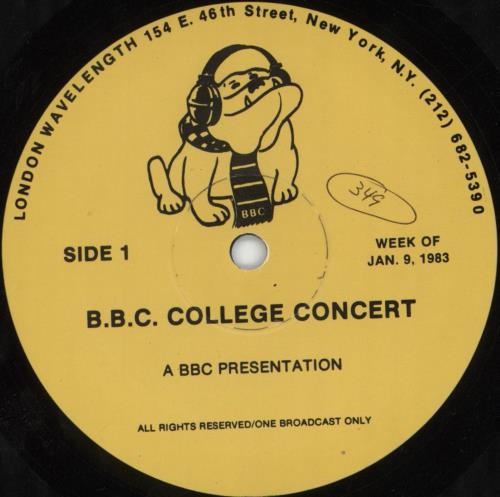 LONDON WAVELENGTH 154 E. 46th Street, New York, N.Y. (212) 682-5390
BBC
349
SIDE 1
WEEK OF
JAN. 9, 1983
B.B.C. COLLEGE CONCERT
A BBC PRESENTATION
ALL RIGHTS RESERVED/ONE BROADCAST ONLY